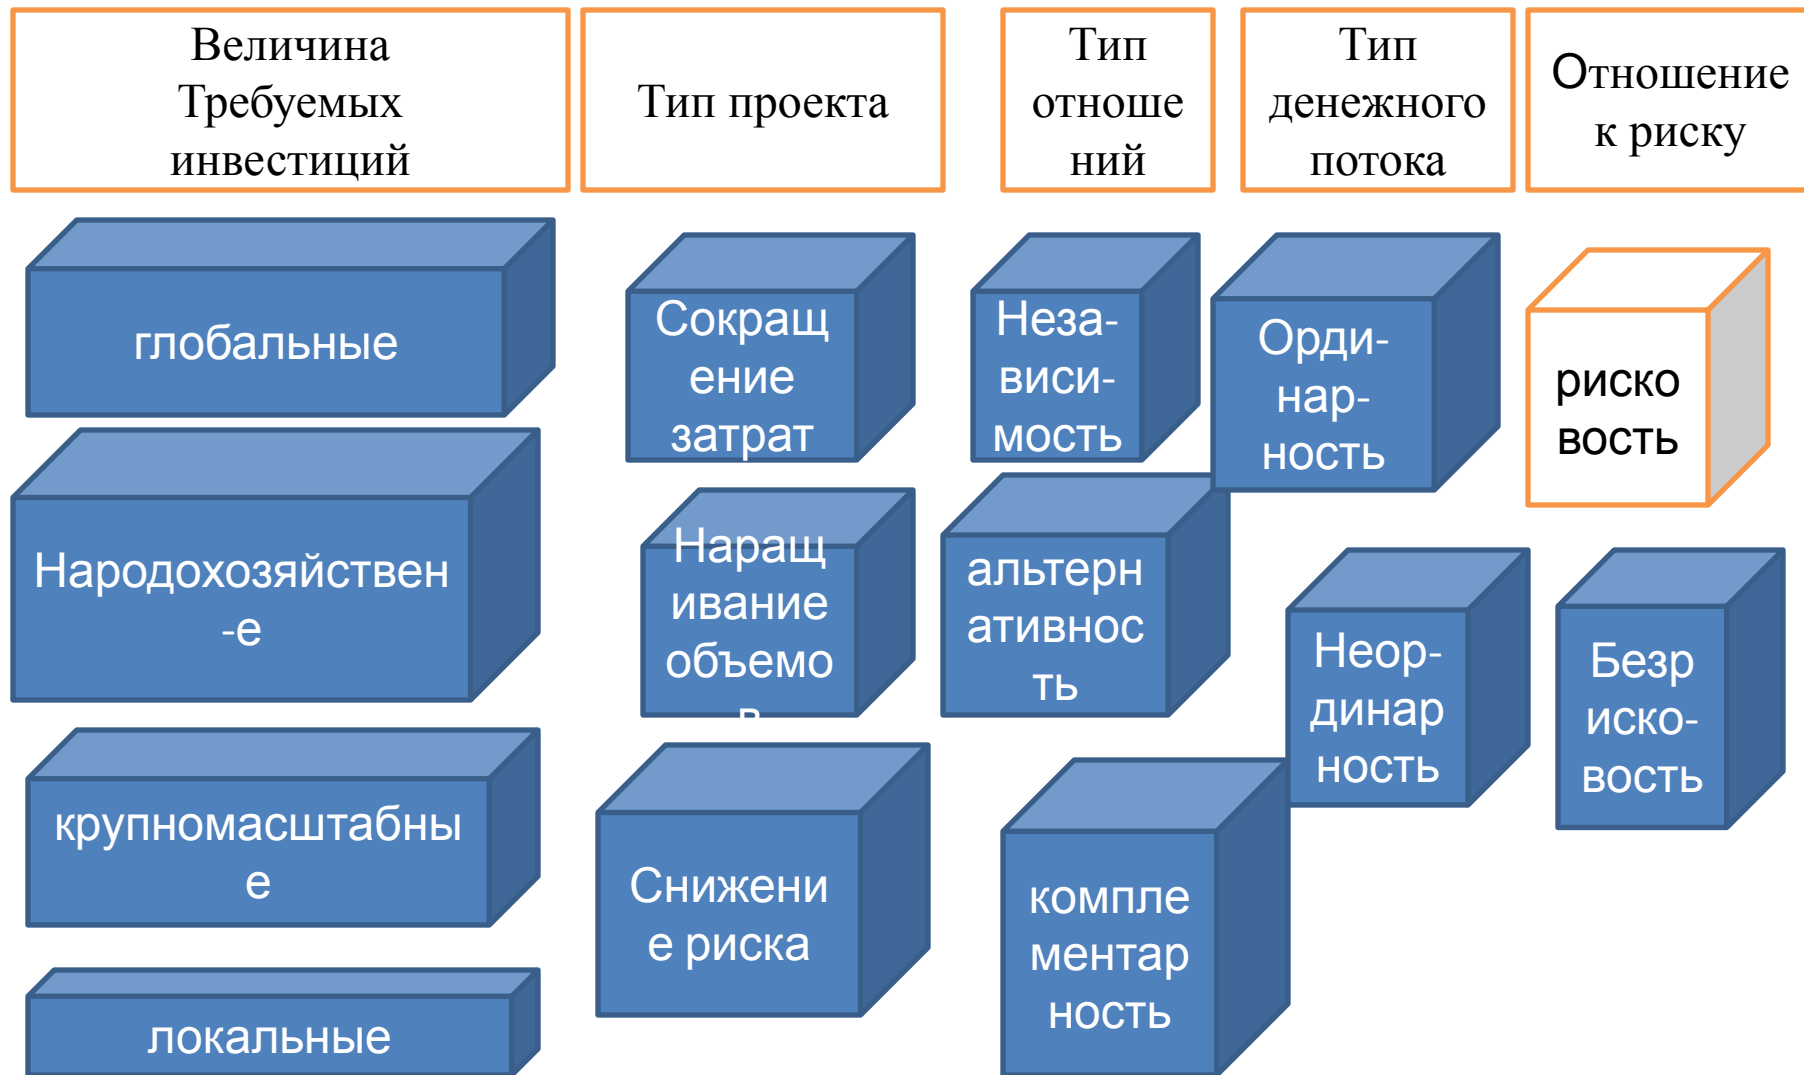 Величина
Требуемых
инвестиций
Тип проекта
Тип
отноше
ний
Тип
денежного
потока
Отношение
к риску
глобальные
Народохозяйствен
-е
крупномасштабны
е
локальные
Сокращ
ение
затрат
Наращ
ивание
объемо
в
Снижени
е риска
Неза-
виси-
мость
альтерн
ативнос
ть
компле
ментар
ность
Орди-
нар-
ность
Неор-
динар
ность
риско
вость
Безр
иско-
вость